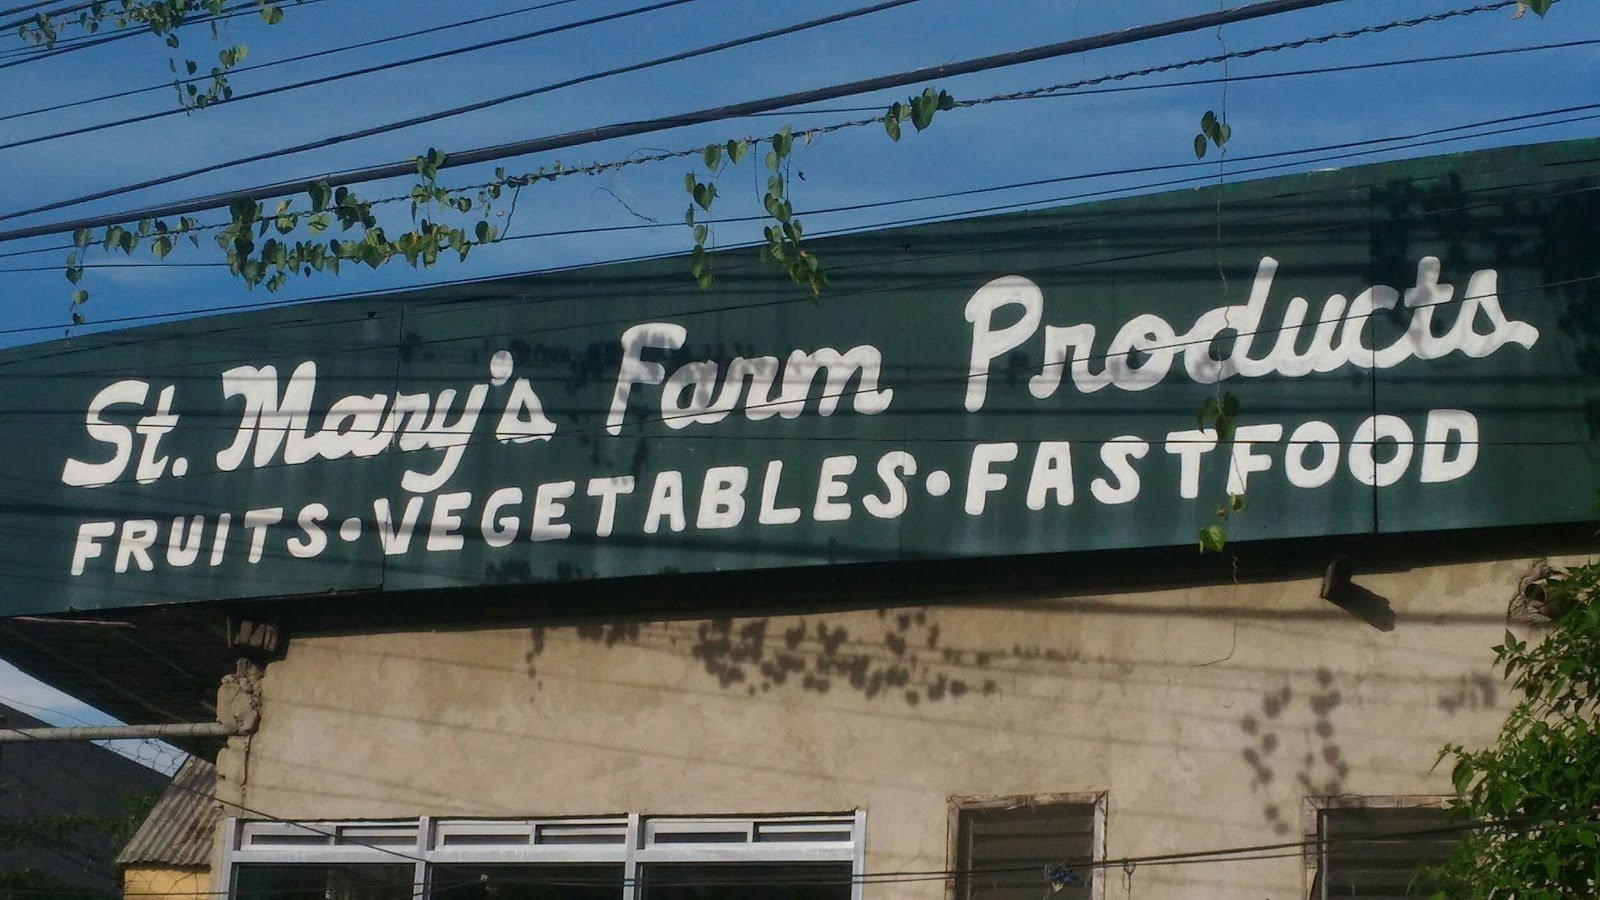 St. Mary's Farm Products
FRUITS•VEGETABLES•FASTFOOD